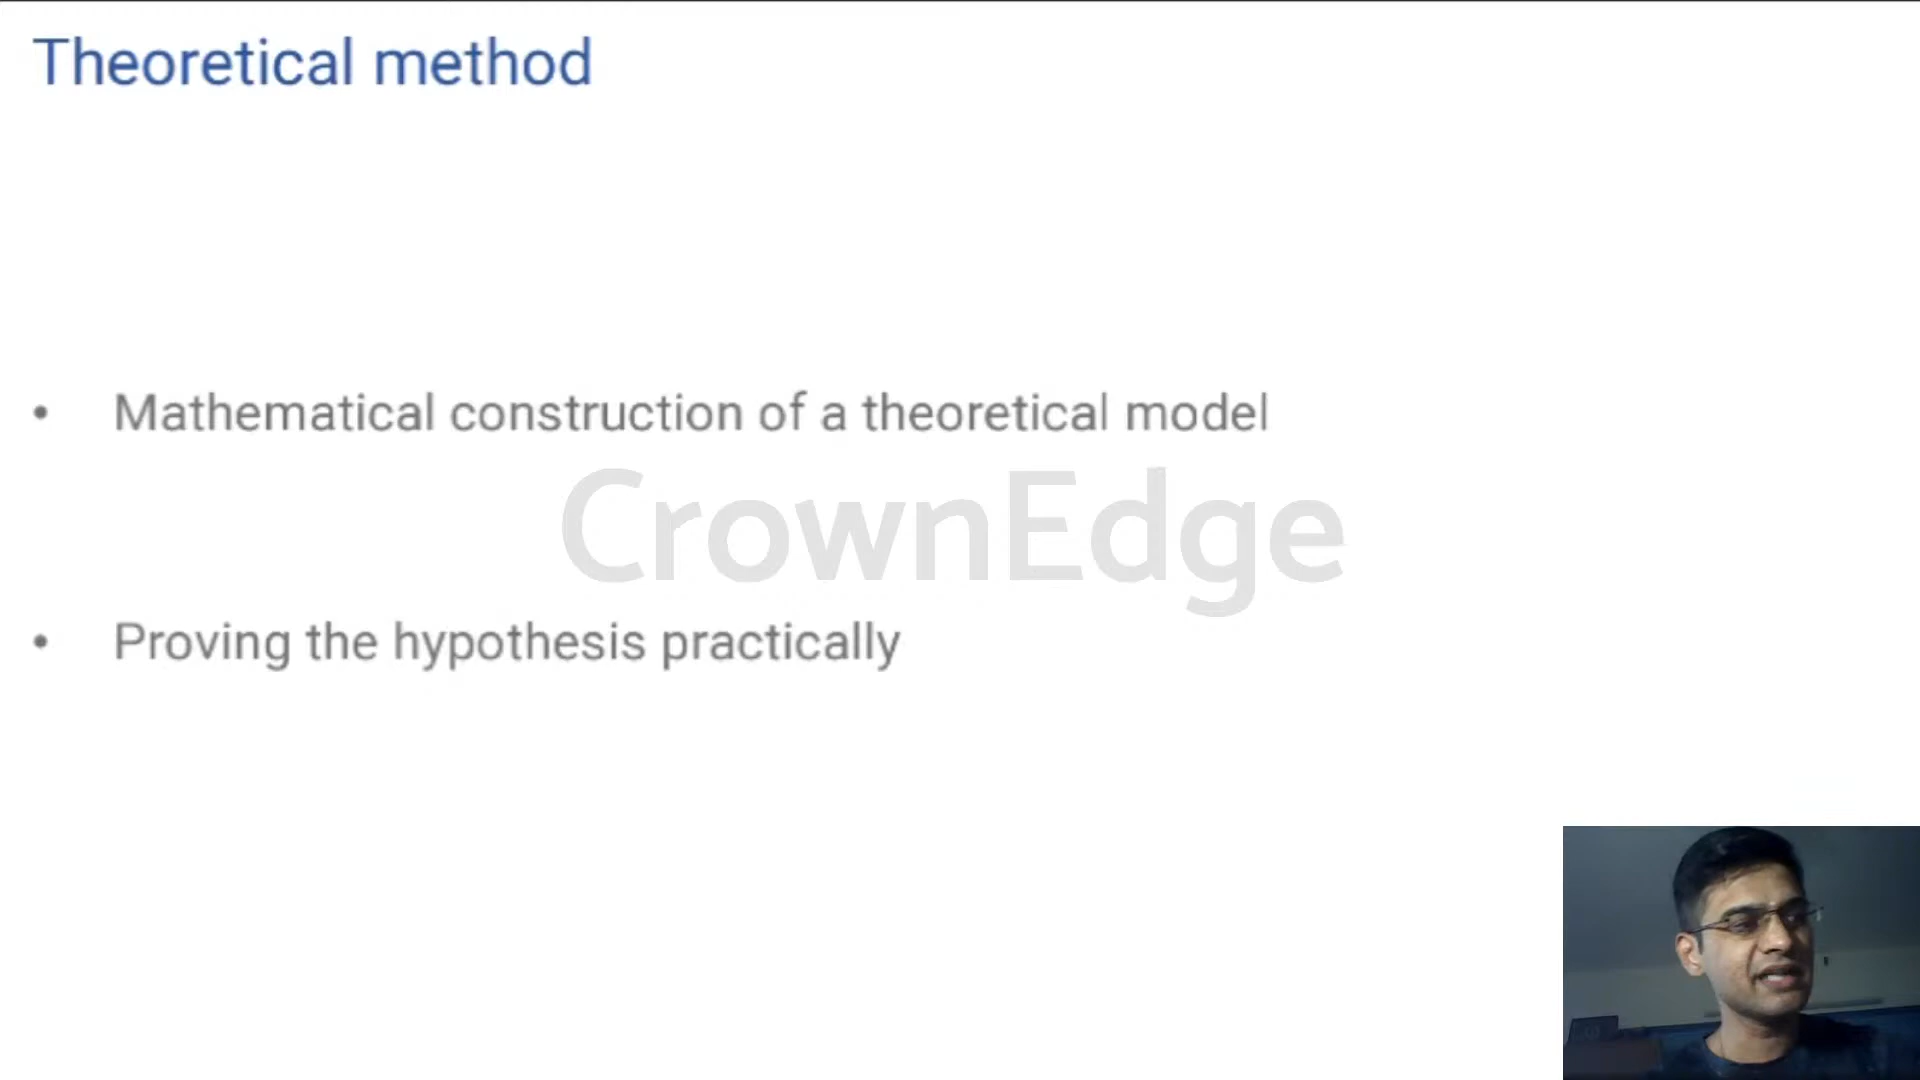 Theoretical method
• Mathematical construction of a theoretical model
CrownEdge
• Proving the hypothesis practically